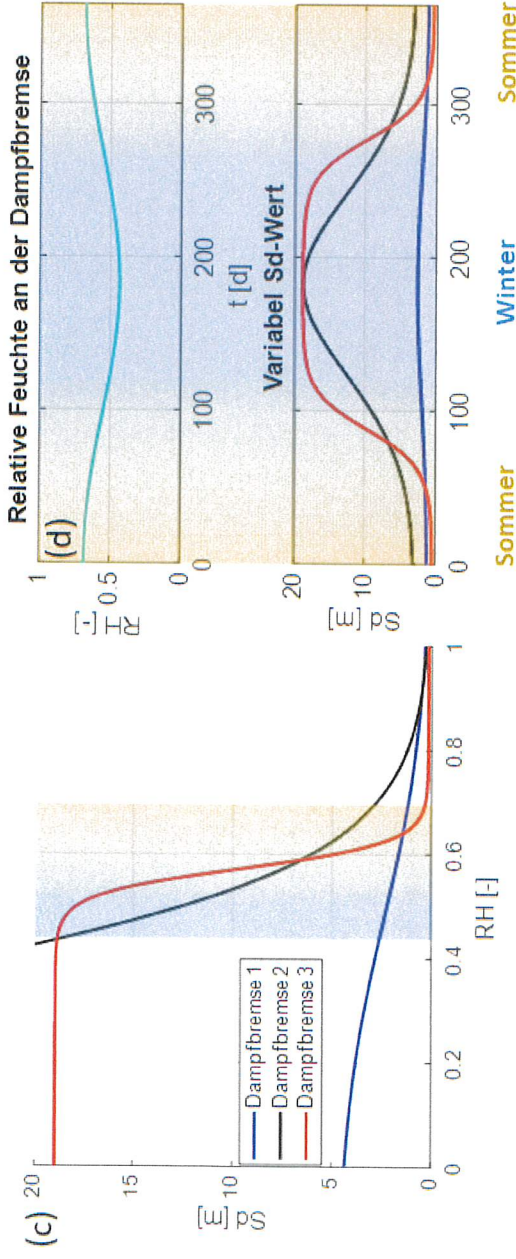 (c)
20
15
10
5
0
Sd [m]
Dampfbremse 1
Dampfbremse 2
Dampfbremse 3
0
0.2
0.4
0.6
0.8
1
RH [-]
Relative Feuchte an der Dampfbremse
(d)
1
0.5
0
RH [-]
0
100
200
300
t [d]
Variabel Sd-Wert
20
10
0
Sd [m]
0
100
200
300
Sommer
Winter
Sommer